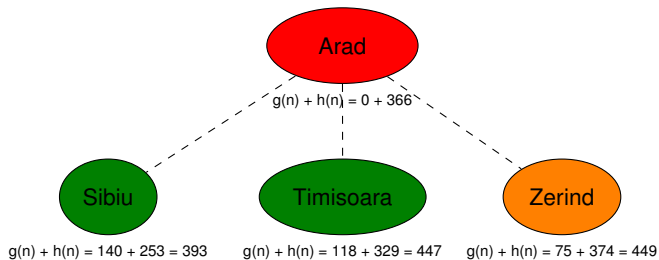 Arad
g(n) + h(n) = 0 + 366
Sibiu
Timisoara
Zerind
g(n) + h(n) = 140 + 253 = 393
g(n) + h(n) = 118 + 329 = 447
g(n) + h(n) = 75 + 374 = 449